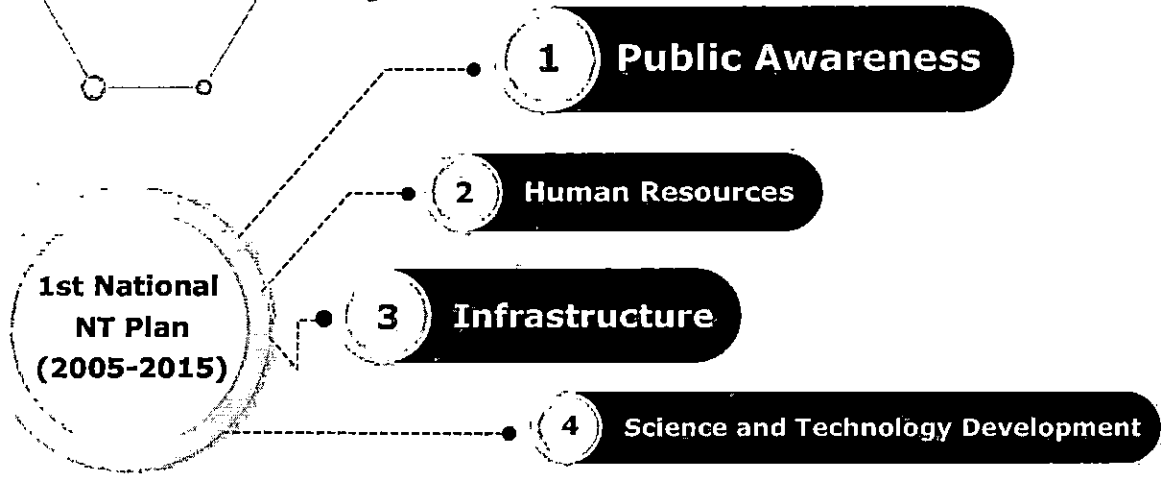 1 Public Awareness
2 Human Resources
1st National
NT Plan
(2005-2015)
3 Infrastructure
4 Science and Technology Development